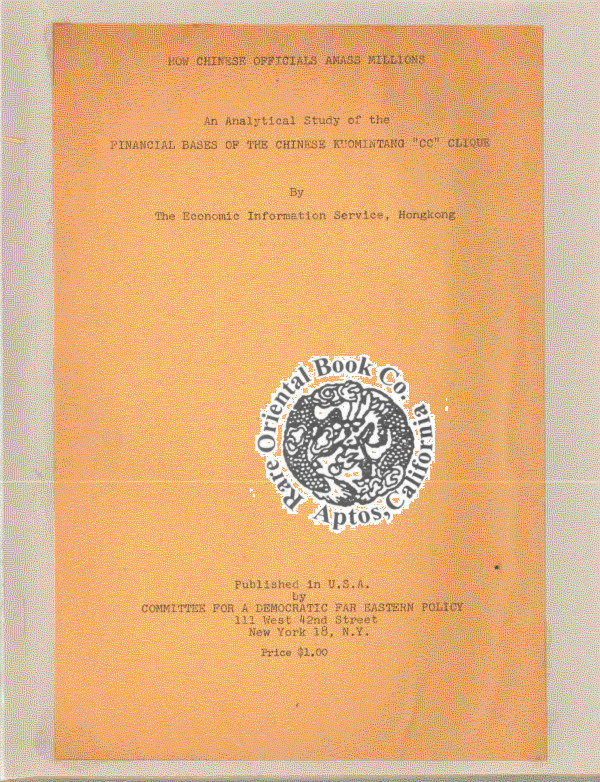 HOW CHINESE OFFICIALS AMASS MILLIONS
An Analytical Study of the
FINANCIAL BASES OF THE CHINESE KUOMINTANG "CC" CLIQUE
By
The Economic Information Service, Hongkong
Rare Oriental Book Co.
Aptos, California
Published in U.S.A.
by
COMMITTEE FOR A DEMOCRATIC FAR EASTERN POLICY
111 West 42nd Street
New York 18, N.Y.
Price $1.00